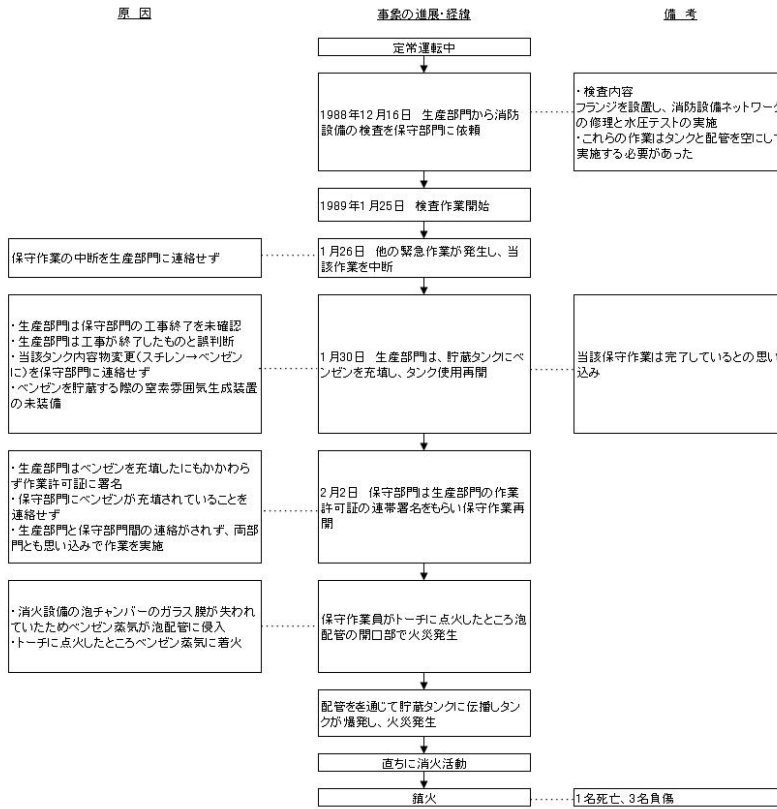 原 因
事象の進展・経緯
備 考
定常運転中
1988年12月16日 生産部門から消防
設備の検査を保守部門に依頼
・検査内容
フランジを設置し、消防設備ネットワーク
の修理と水圧テストの実施
・これらの作業はタンクと配管を空にして
実施する必要があった
1989年1月25日 検査作業開始
保守作業の中断を生産部門に連絡せず
1月26日 他の緊急作業が発生し、当
該作業を中断
・生産部門は保守部門の工事終了を未確認
・生産部門は工事が終了したものと誤判断
・当該タンク内容物変更(スチレン→ベンゼン
に)を保守部門に連絡せず
・ベンゼンを貯蔵する際の窒素雰囲気生成装置
の未装備
1月30日 生産部門は、貯蔵タンクにベ
ンゼンを充填し、タンク使用再開
当該保守作業は完了しているとの思い
込み
・生産部門はベンゼンを充填したにもかかわら
ず作業許可証に署名
・保守部門にベンゼンが充填されていることを
連絡せず
・生産部門と保守部門間の連絡がされず、両部
門とも思い込みで作業を実施
2月2日 保守部門は生産部門の作業
許可証の連帯署名をもらい保守作業再
開
・消火設備の泡チャンバーのガラス膜が失われ
ていたためベンゼン蒸気が泡配管に侵入
・トーチに点火したところベンゼン蒸気に着火
保守作業員がトーチに点火したところ泡
配管の開口部で火災発生
配管をを通じて貯蔵タンクに伝播しタン
クが爆発し、火災発生
直ちに消火活動
鎮火
1名死亡、3名負傷